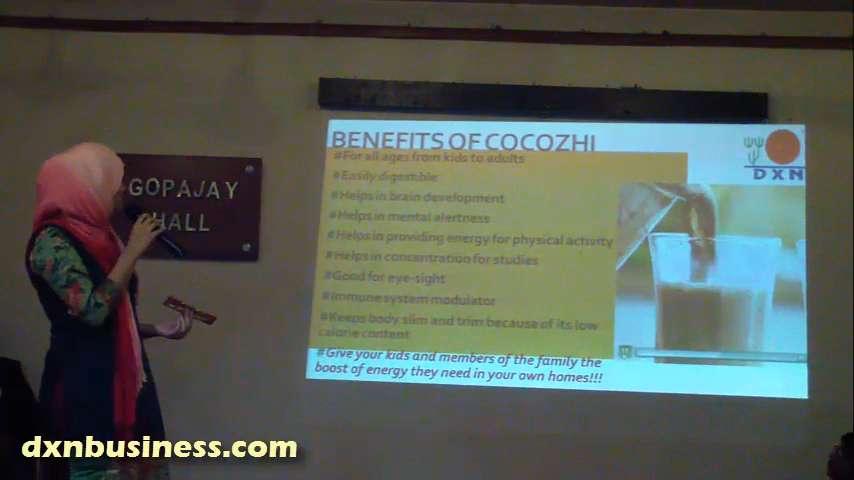 BENEFITS OF COCOZHI
#For all ages from kids to adults
#Easily digestible
#Helps in brain development
#Helps in mental alertness
#Helps in providing energy for physical activity
#Helps in concentration for studies
#Good for eye-sight
#Immune system modulator
#Keeps body slim and trim because of its low
calorie content
#Give your kids and members of the family the
boost of energy they need in your own homes!!!
DXN
GOPAJAY
HALL
dxnbusiness.com